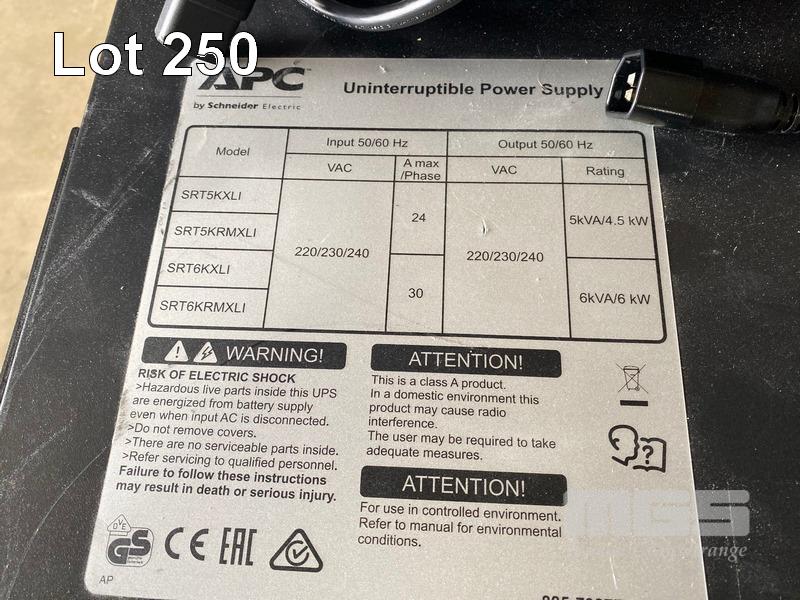 Lot 250
APC
by Schneider Electric
Uninterruptible Power Supply
Model
Input 50/60 Hz
Output 50/60 Hz
VAC
A max
/Phase
VAC
Rating
SRT5KXLI
SRT5KRMXLI
SRT6KXLI
SRT6KRMXLI
220/230/240
24
30
220/230/240
5kVA/4.5 kW
6kVA/6 kW
WARNING!
RISK OF ELECTRIC SHOCK
>Hazardous live parts inside this UPS
are energized from battery supply
even when input AC is disconnected.
>Do not remove covers.
>There are no serviceable parts inside.
>Refer servicing to qualified personnel.
Failure to follow these instructions
may result in death or serious injury.
ATTENTION!
This is a class A product.
In a domestic environment this
product may cause radio
interference.
The user may be required to take
adequate measures.
ATTENTION!
For use in controlled environment.
Refer to manual for environmental
conditions.
?
DVE
GS
CE
EAC
AP
MGS